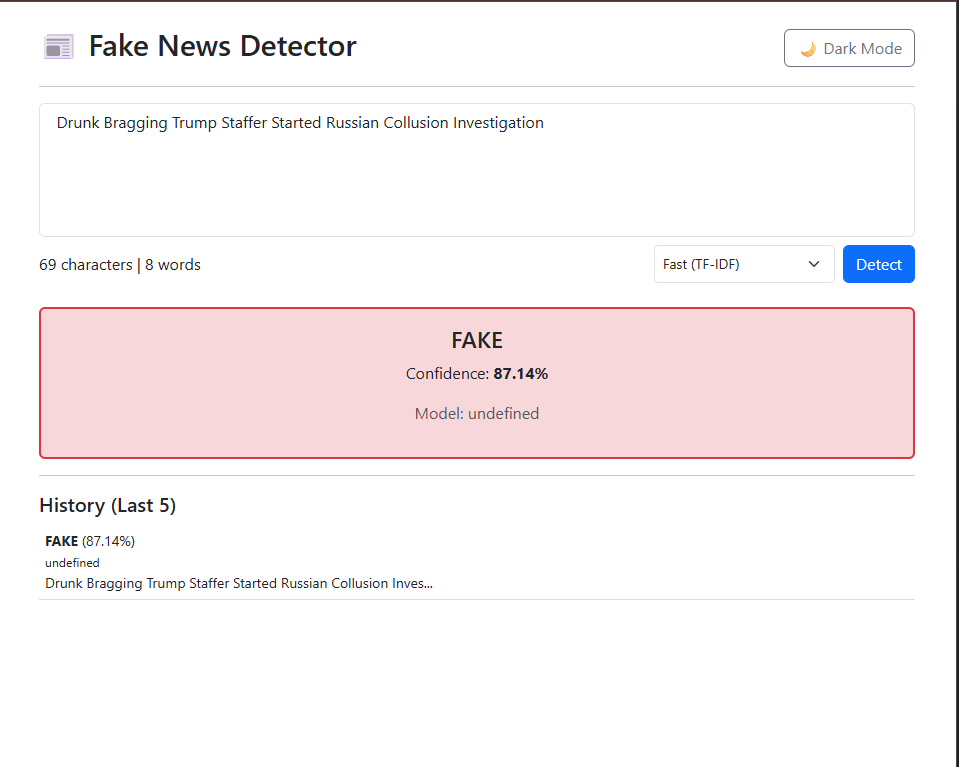 Fake News Detector
🌙 Dark Mode
Drunk Bragging Trump Staffer Started Russian Collusion Investigation
69 characters | 8 words
Fast (TF-IDF)
Detect
FAKE
Confidence: 87.14%
Model: undefined
History (Last 5)
FAKE (87.14%)
undefined
Drunk Bragging Trump Staffer Started Russian Collusion Inves...